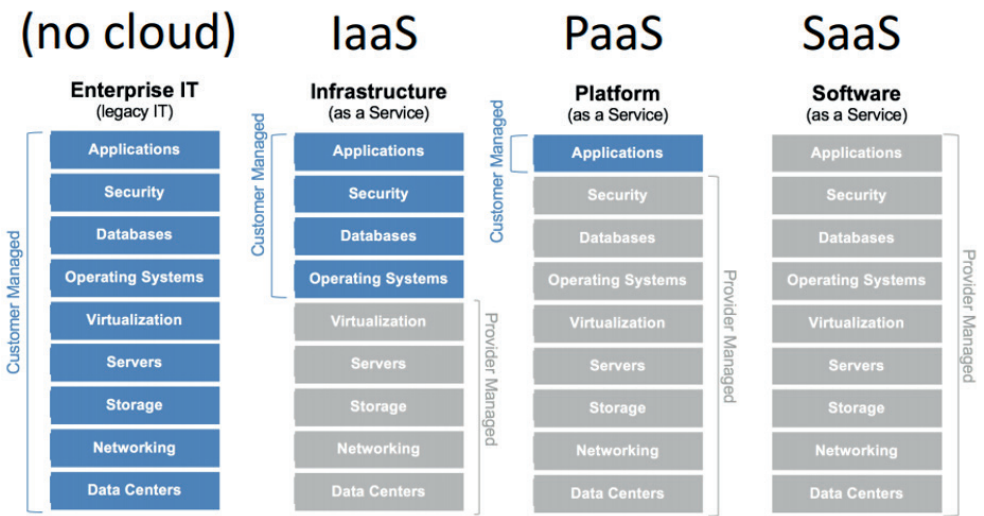 (no cloud)
IaaS
PaaS
SaaS
Enterprise IT
(legacy IT)
Customer Managed
Applications
Security
Databases
Operating Systems
Virtualization
Servers
Storage
Networking
Data Centers
Infrastructure
(as a Service)
Customer Managed
Applications
Security
Databases
Operating Systems
Virtualization
Servers
Storage
Networking
Data Centers
Provider Managed
Platform
(as a Service)
Customer Managed
Applications
Security
Databases
Operating Systems
Virtualization
Servers
Storage
Networking
Data Centers
Provider Managed
Software
(as a Service)
Applications
Security
Databases
Operating Systems
Virtualization
Servers
Storage
Networking
Data Centers
Provider Managed